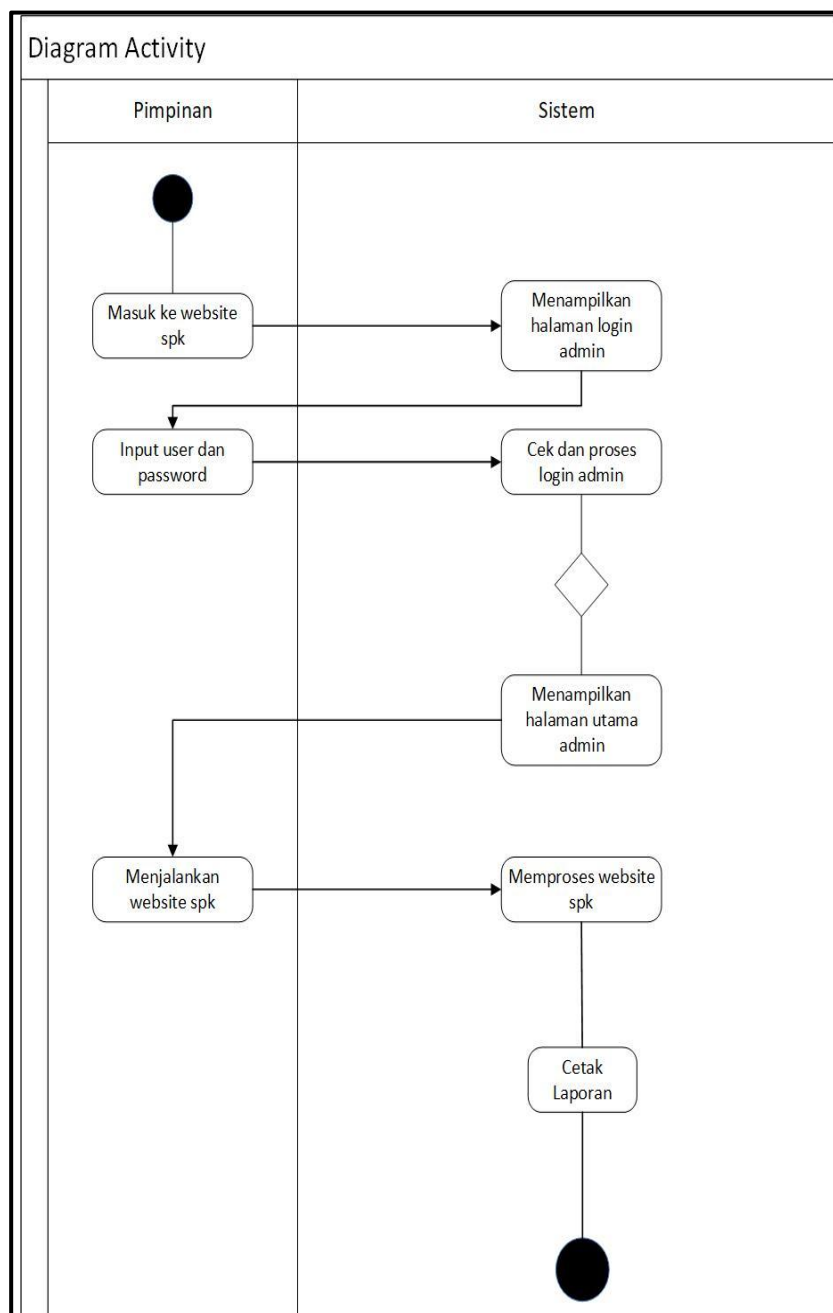 Diagram Activity
Pimpinan
Sistem
Masuk ke website
spk
Menampilkan
halaman login
admin
Input user dan
password
Cek dan proses
login admin
Menampilkan
halaman utama
admin
Menjalankan
website spk
Memproses website
spk
Cetak
Laporan